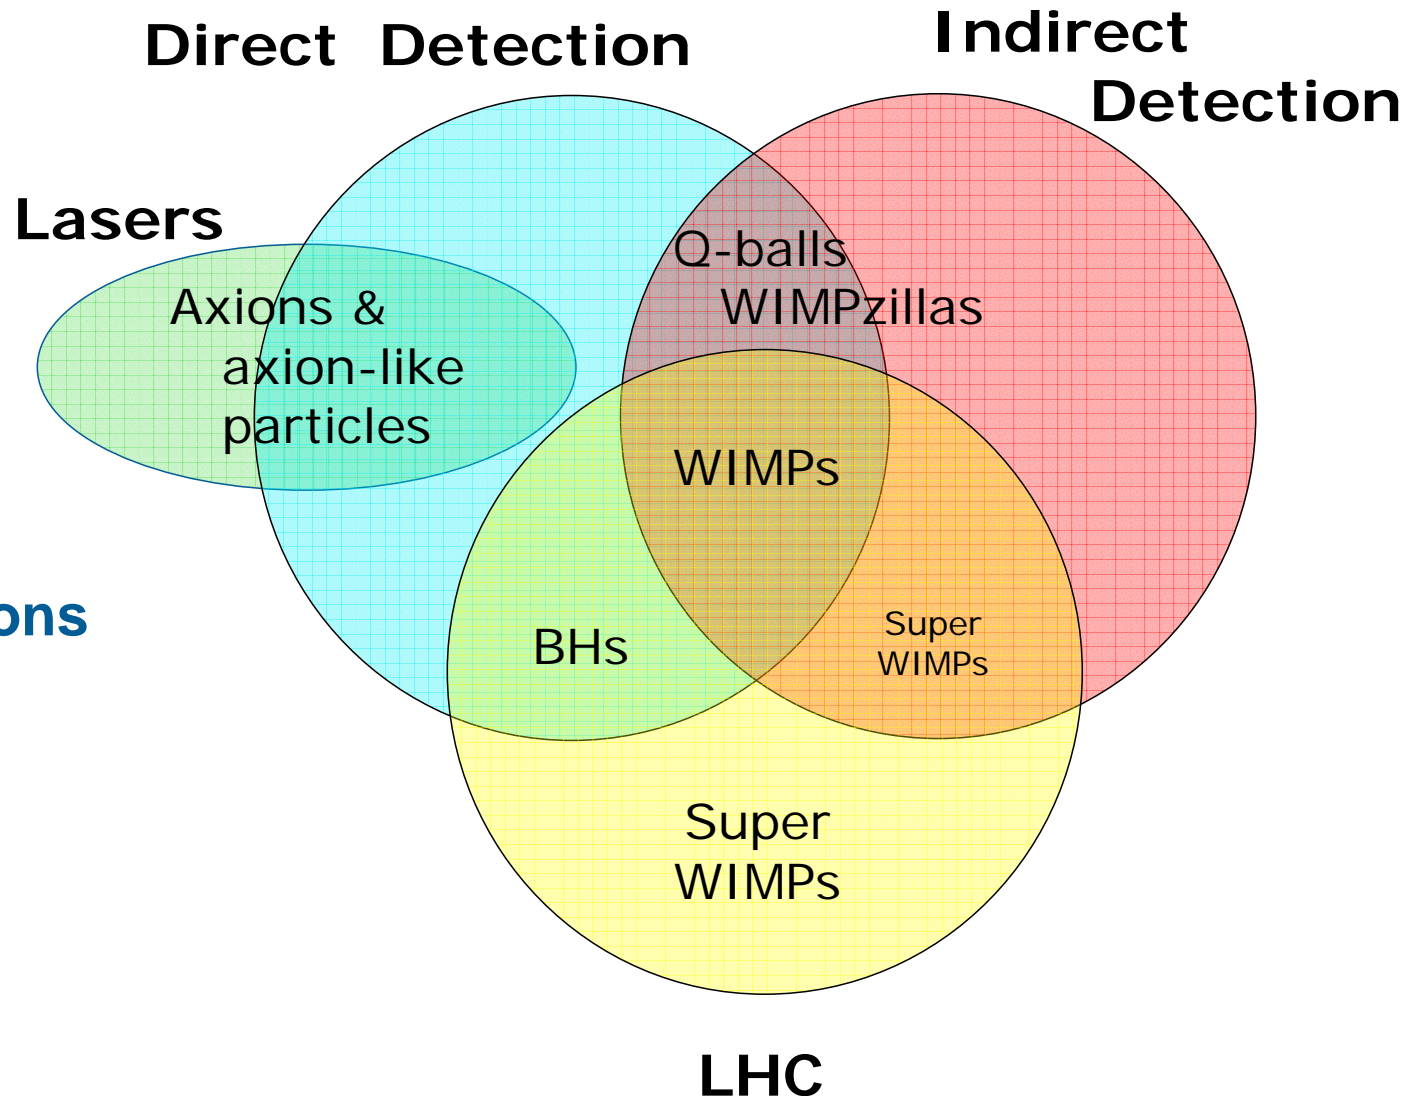 Direct Detection
Indirect
Detection
Lasers
Q-balls
WIMPzillas
Axions &
axion-like
particles
WIMPs
ons
BHs
Super
WIMPs
Super
WIMPs
LHC